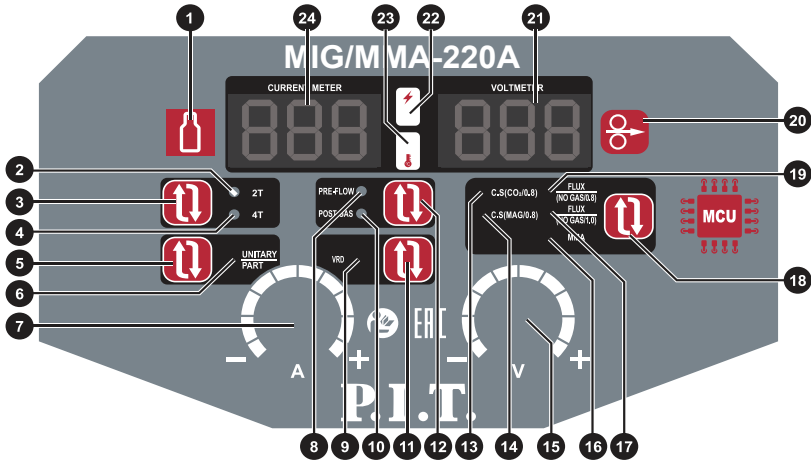 1
24
23
22
21
MIG/MMA-220A
CURRENT METER
VOLTMETER
888
888
20
2
3
4
2T
4T
PRE-FLOW
POST GAS
C.S(CO₂/0.8)
C.S(MAG/0.8)
FLUX
(NO GAS/0.8)
FLUX
(NO GAS/1,0)
MMA
MCU
19
5
6
UNITARY
PART
VRD
18
7
EAC
A
V
P.I.T.
8
9
10
11
12
13
14
15
16
17